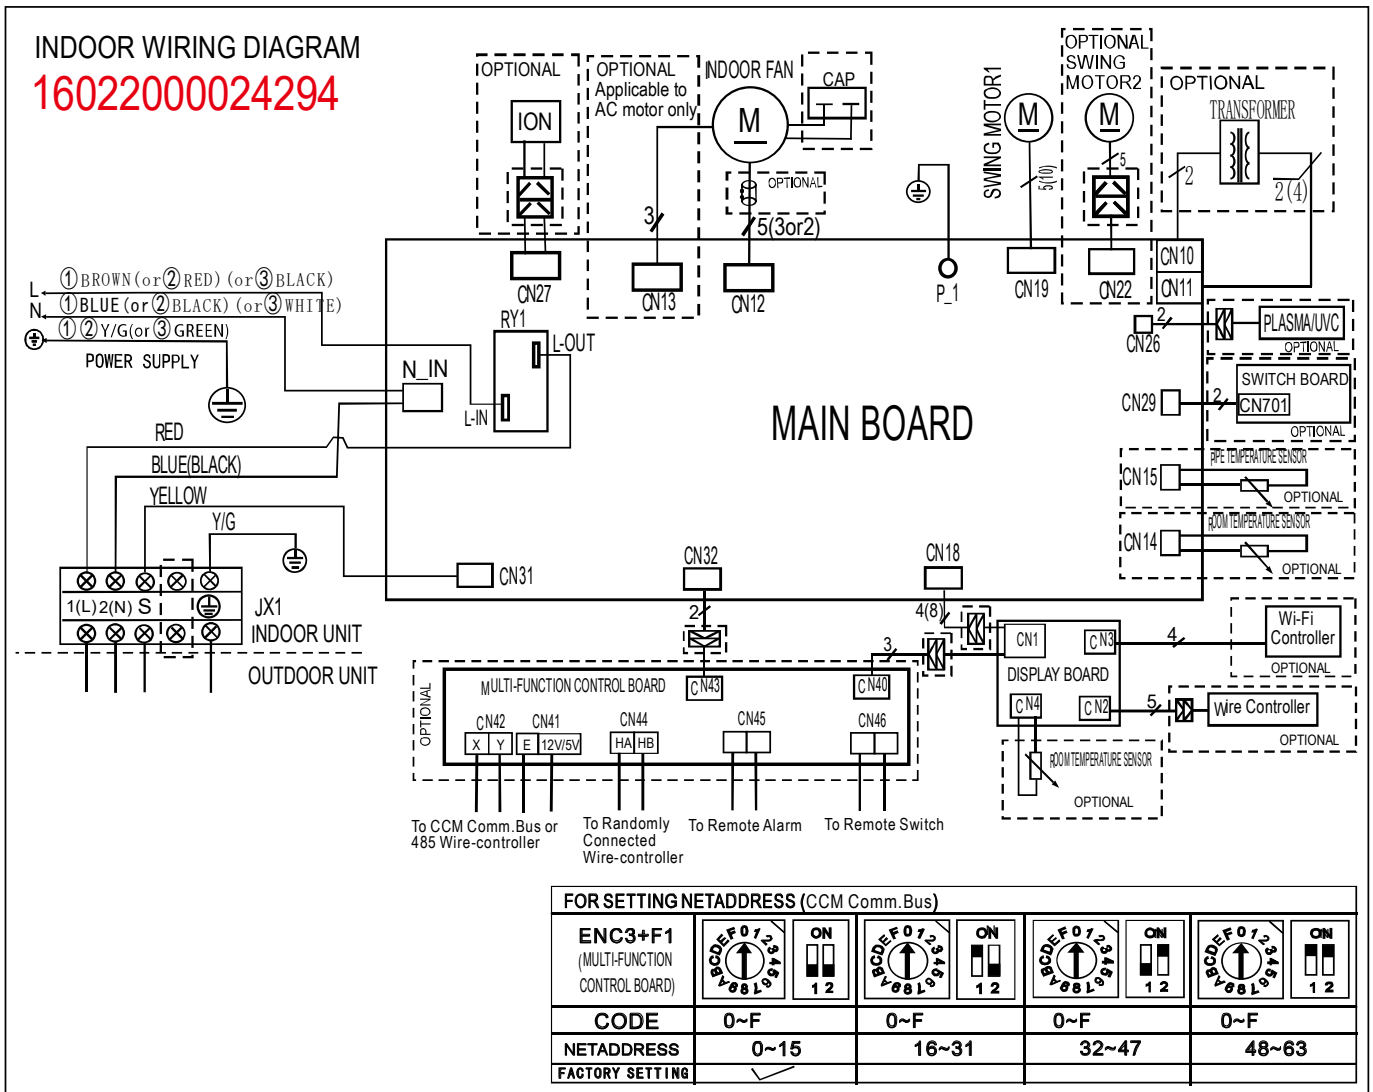 INDOOR WIRING DIAGRAM
16022000024294
OPTIONAL
ION
CN27
OPTIONAL
Applicable to
AC motor only
3
CN13
INDOOR FAN
M
CAP
OPTIONAL
5(3or2)
CN12
P_1
SWING MOTOR1
M
5(10)
CN19
OPTIONAL
SWING
MOTOR2
M
5
CN22
OPTIONAL
TRANSFORMER
2
2(4)
CN10
CN11
L ①BROWN(or②RED)(or③BLACK)
N ①BLUE(or②BLACK)(or③WHITE)
①②Y/G(or③GREEN)
POWER SUPPLY
RY1
L-OUT
L-IN
N_IN
MAIN BOARD
CN26
2
PLASMA/UVC
OPTIONAL
CN29
2
SWITCH BOARD
CN701
OPTIONAL
CN15
PIPE TEMPERATURE SENSOR
OPTIONAL
CN14
ROOM TEMPERATURE SENSOR
OPTIONAL
RED
BLUE(BLACK)
YELLOW
Y/G
CN31
1(L) 2(N) S
JX1
INDOOR UNIT
OUTDOOR UNIT
CN32
2
CN18
4(8)
3
CN1
CN3
DISPLAY BOARD
CN4
CN2
4
Wi-Fi
Controller
OPTIONAL
5
Wire Controller
OPTIONAL
ROOM TEMPERATURE SENSOR
OPTIONAL
OPTIONAL
MULTI-FUNCTION CONTROL BOARD
CN43
CN40
CN42 CN41 CN44 CN45 CN46
X Y E 12V/5V HA HB
To CCM Comm.Bus or
485 Wire-controller
To Randomly
Connected
Wire-controller
To Remote Alarm
To Remote Switch
FOR SETTING NETADDRESS (CCM Comm.Bus)
ENC3+F1
(MULTI-FUNCTION
CONTROL BOARD)
0123456789ABCDEF
ON
1 2
0123456789ABCDEF
ON
1 2
0123456789ABCDEF
ON
1 2
0123456789ABCDEF
ON
1 2
CODE 0~F 0~F 0~F 0~F
NETADDRESS 0~15 16~31 32~47 48~63
FACTORY SETTING